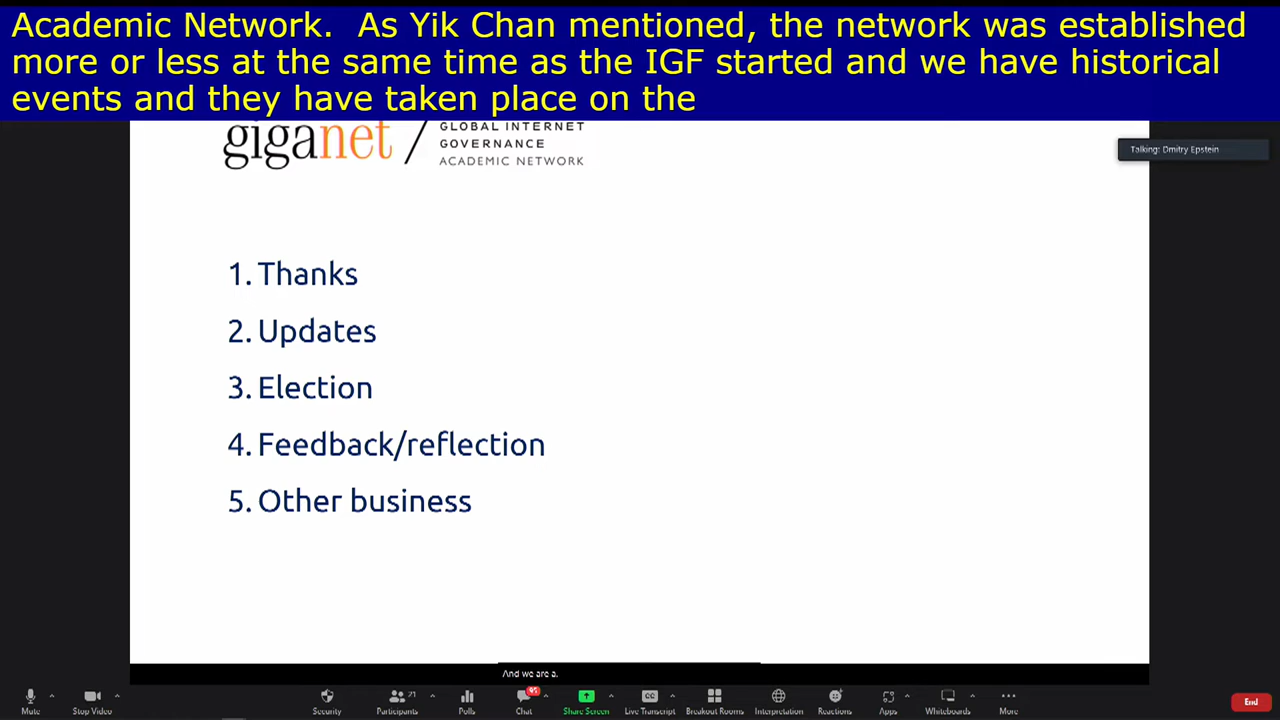 Academic Network.  As Yik Chan mentioned, the network was established
more or less at the same time as the IGF started and we have historical
events and they have taken place on the
giganet / GLOBAL INTERNET
GOVERNANCE
ACADEMIC NETWORK
Talking: Dmitry Epstein
1. Thanks
2. Updates
3. Election
4. Feedback/reflection
5. Other business
And we are a.
Mute
Stop Video
Security
Participants 21
Polls
Chat
Share Screen
Live Transcript
Breakout Rooms
Interpretation
Reactions
Apps
Whiteboards
More
End